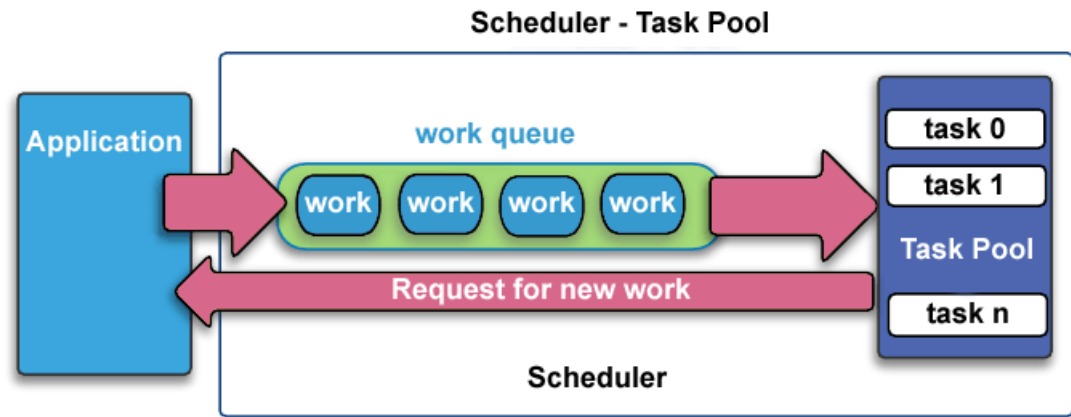 Scheduler - Task Pool
Application
work queue
work work work work
task 0
task 1
Task Pool
task n
Request for new work
Scheduler